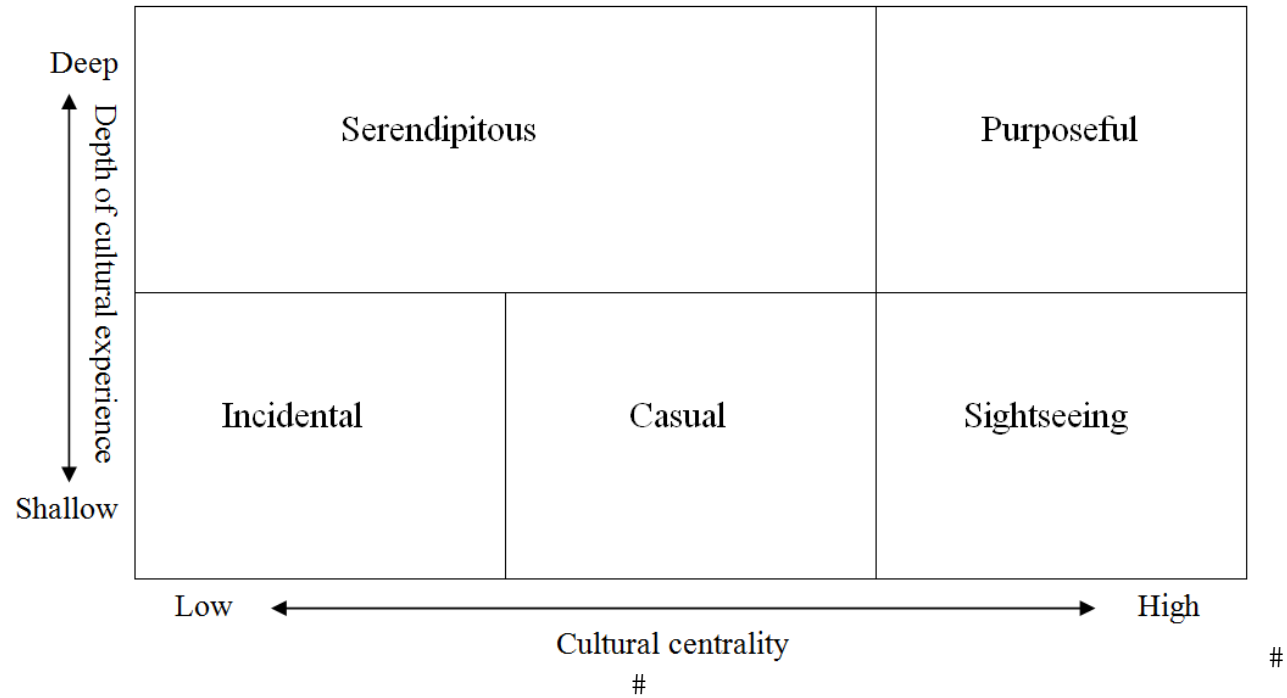 Deep
Serendipitous
Purposeful
Depth of cultural experience
Incidental
Casual
Sightseeing
Shallow
Low
High
Cultural centrality
#
#